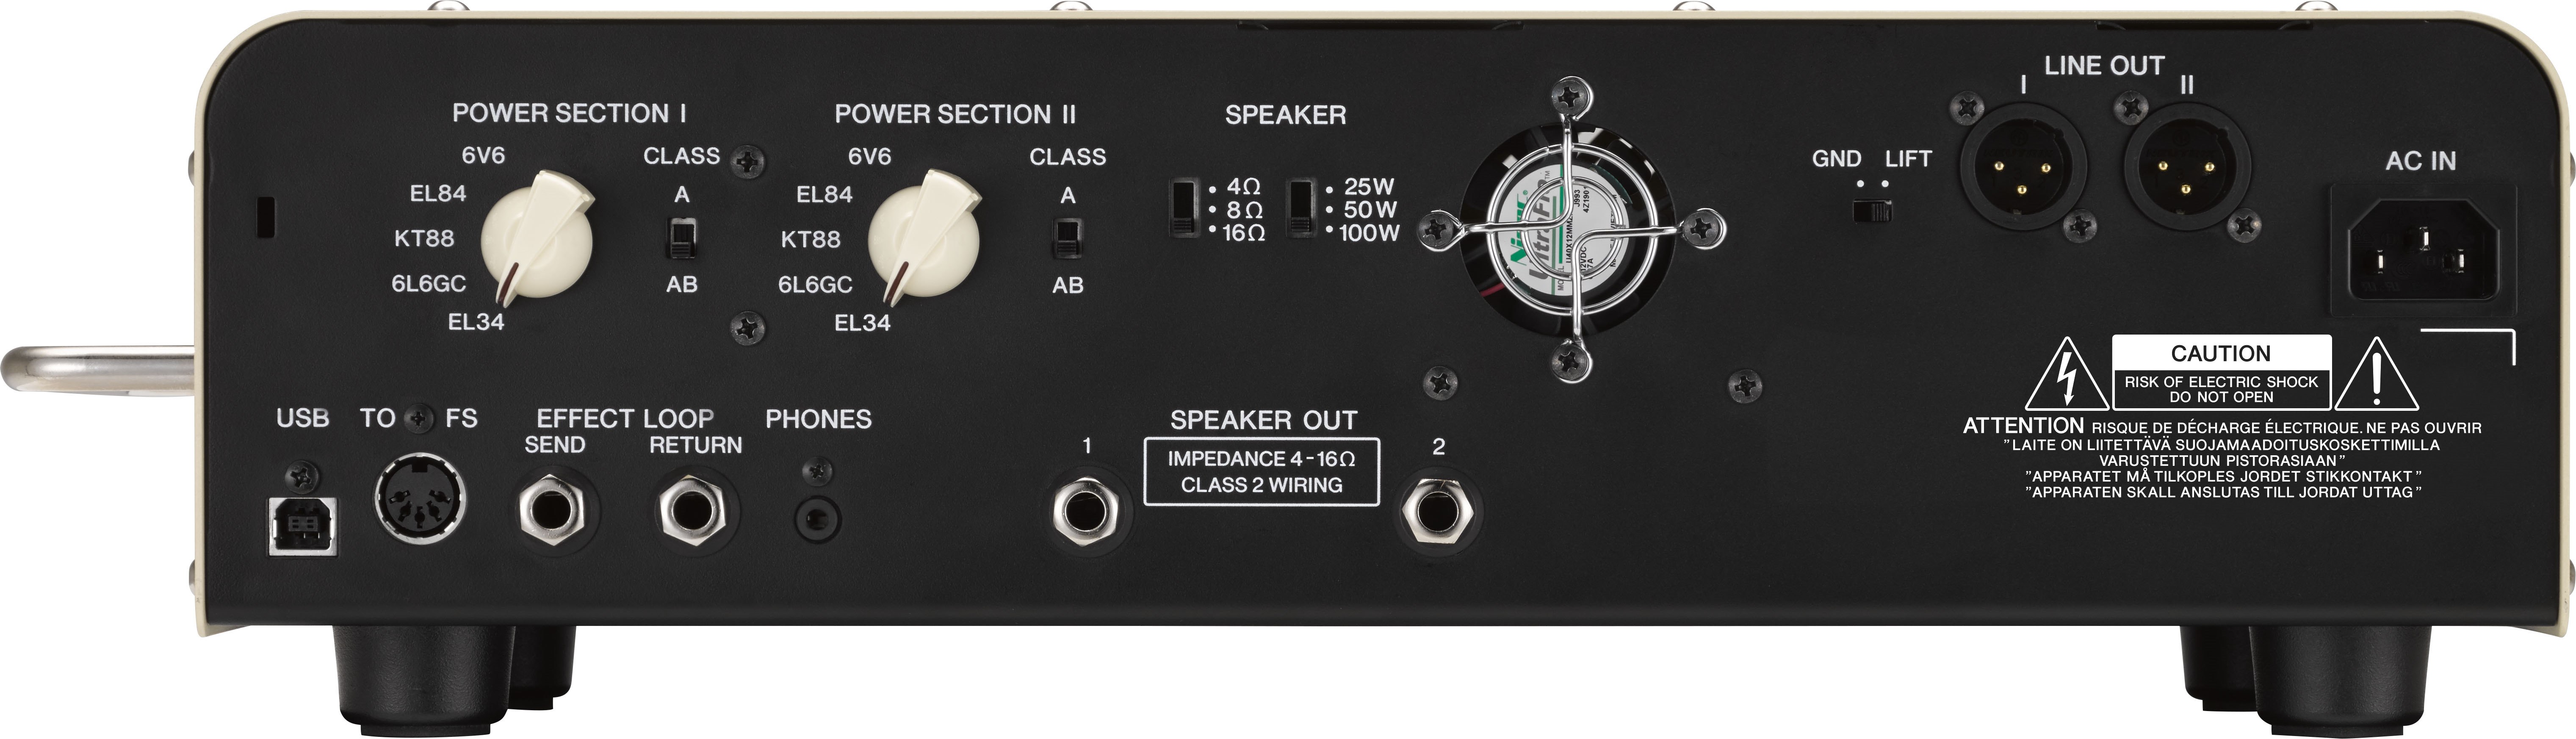 LINE OUT
I II
POWER SECTION I
POWER SECTION II
SPEAKER
6V6
EL84
KT88
6L6GC
EL34
CLASS
A
AB
6V6
EL84
KT88
6L6GC
EL34
CLASS
A
AB
4Ω
8Ω
16Ω
25W
50W
100W
GND LIFT
AC IN
CAUTION
RISK OF ELECTRIC SHOCK
DO NOT OPEN
ATTENTION RISQUE DE DÉCHARGE ÉLECTRIQUE. NE PAS OUVRIR
"LAITE ON LIITETTÄVÄ SUOJAMAADOITUSKOSKETTIMILLA
VARUSTETTUUN PISTORASIAAN"
"APPARATET MÅ TILKOPLES JORDET STIKKONTAKT"
"APPARATEN SKALL ANSLUTAS TILL JORDAT UTTAG"
USB
TO FS
EFFECT LOOP
SEND RETURN
PHONES
SPEAKER OUT
1
IMPEDANCE 4-16Ω
CLASS 2 WIRING
2